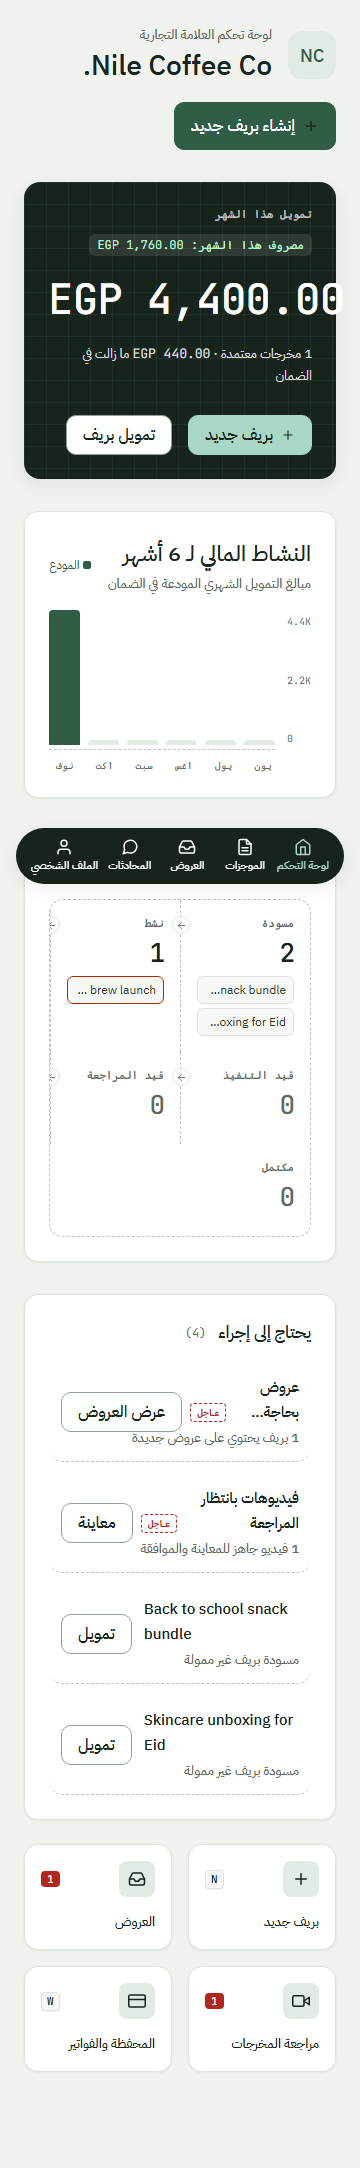 NC
لوحة تحكم العلامة التجارية
Nile Coffee Co.
إنشاء بريف جديد
تمويل هذا الشهر
مصروف هذا الشهر: EGP 1,760.00
EGP 4,400.00
1 مخرجات معتمدة · EGP 440.00 ما زالت في
الضمان
بريف جديد
تمويل بريف
النشاط المالي لـ 6 أشهر
المودع
مبالغ التمويل الشهري المودعة في الضمان
4.4K
2.2K
0
يون
يول
أغس
سبت
أكت
نوف
لوحة التحكم
الموجزات
العروض
المحادثات
الملف الشخصي
مسودة
2
...nack bundle
...oxing for Eid
نشط
1
... brew launch
قيد التنفيذ
0
قيد المراجعة
0
مكتمل
0
يحتاج إلى إجراء (4)
عروض
بحاجة...
عاجل
عرض العروض
1 بريف يحتوي على عروض جديدة
فيديوهات بانتظار
المراجعة
عاجل
معاينة
1 فيديو جاهز للمعاينة والموافقة
Back to school snack
bundle
تمويل
مسودة بريف غير ممولة
Skincare unboxing for
Eid
تمويل
مسودة بريف غير ممولة
N
بريف جديد
1
العروض
1
مراجعة المخرجات
W
المحفظة والفواتير